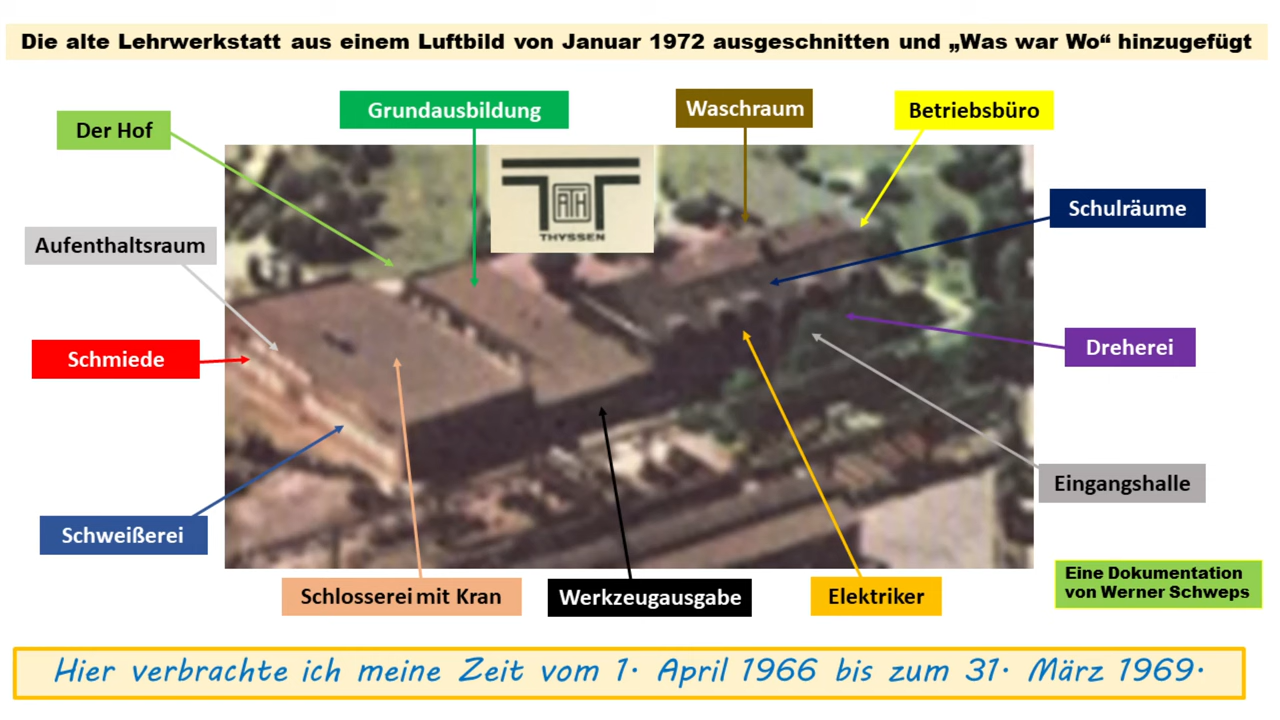 Die alte Lehrwerkstatt aus einem Luftbild von Januar 1972 ausgeschnitten und „Was war Wo“ hinzugefügt
Grundausbildung
Waschraum
Betriebsbüro
Der Hof
ATH
THYSSEN
Schulräume
Aufenthaltsraum
Schmiede
Dreherei
Eingangshalle
Schweißerei
Schlosserei mit Kran
Werkzeugausgabe
Elektriker
Eine Dokumentation
von Werner Schweps
Hier verbrachte ich meine Zeit vom 1. April 1966 bis zum 31. März 1969.